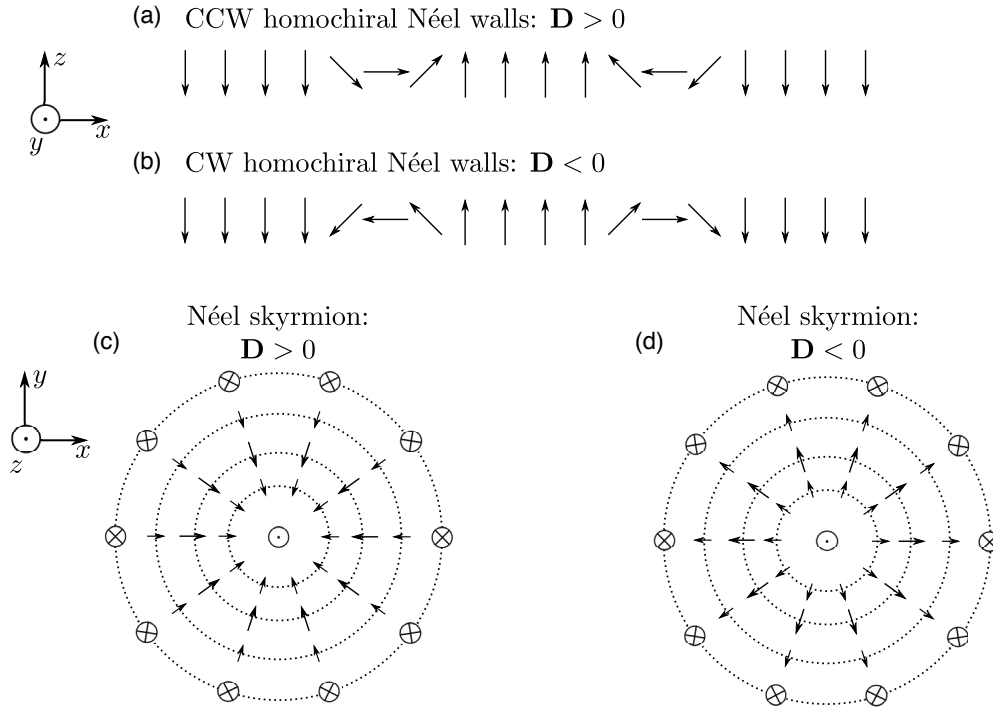 (a) CCW homochiral Néel walls: D > 0
z
x
y
(b) CW homochiral Néel walls: D < 0
Néel skyrmion:
(c) D > 0
Néel skyrmion:
(d) D < 0
y
x
z